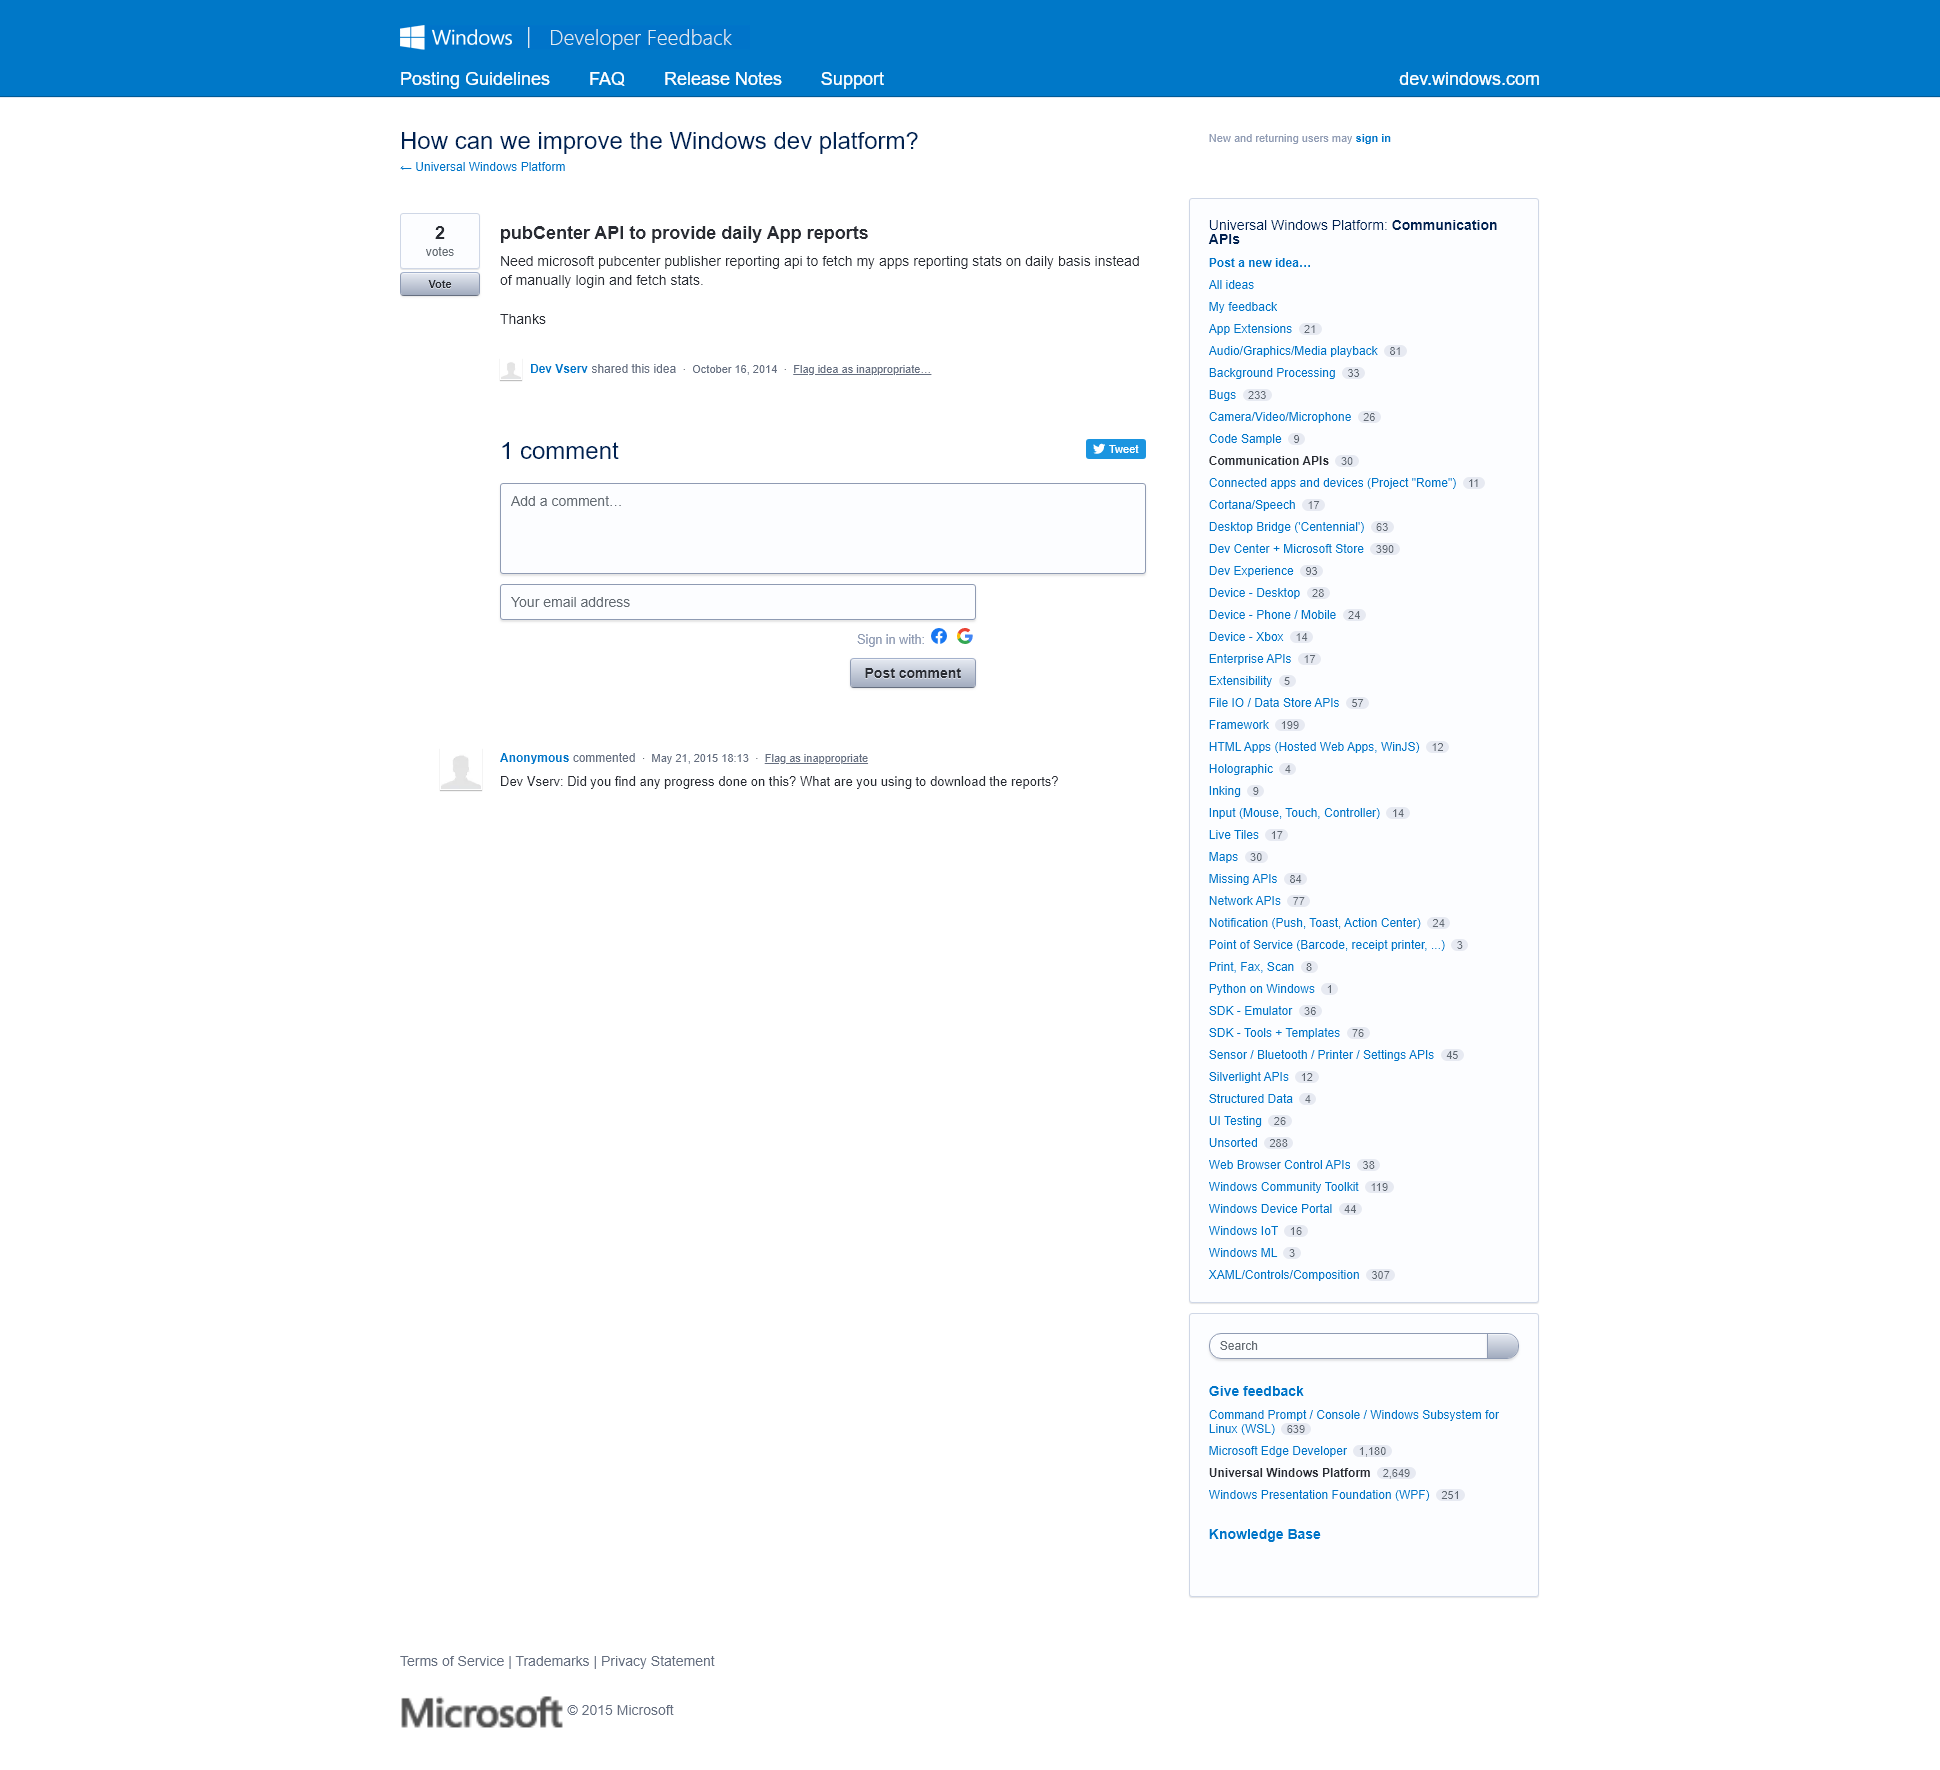 Windows | Developer Feedback
Posting Guidelines FAQ Release Notes Support dev.windows.com
How can we improve the Windows dev platform?
← Universal Windows Platform
New and returning users may sign in
2
votes
Vote
pubCenter API to provide daily App reports
Need microsoft pubcenter publisher reporting api to fetch my apps reporting stats on daily basis instead
of manually login and fetch stats.
Thanks
Dev Vserv shared this idea · October 16, 2014 · Flag idea as inappropriate…
1 comment
Tweet
Add a comment…
Your email address
Sign in with:
Post comment
Anonymous commented · May 21, 2015 18:13 · Flag as inappropriate
Dev Vserv: Did you find any progress done on this? What are you using to download the reports?
Universal Windows Platform: Communication
APIs
Post a new idea…
All ideas
My feedback
App Extensions 21
Audio/Graphics/Media playback 81
Background Processing 33
Bugs 233
Camera/Video/Microphone 26
Code Sample 9
Communication APIs 30
Connected apps and devices (Project "Rome") 11
Cortana/Speech 17
Desktop Bridge ('Centennial') 63
Dev Center + Microsoft Store 390
Dev Experience 93
Device - Desktop 28
Device - Phone / Mobile 24
Device - Xbox 14
Enterprise APIs 17
Extensibility 5
File IO / Data Store APIs 57
Framework 199
HTML Apps (Hosted Web Apps, WinJS) 12
Holographic 4
Inking 9
Input (Mouse, Touch, Controller) 14
Live Tiles 17
Maps 30
Missing APIs 84
Network APIs 77
Notification (Push, Toast, Action Center) 24
Point of Service (Barcode, receipt printer, ...) 3
Print, Fax, Scan 8
Python on Windows 1
SDK - Emulator 36
SDK - Tools + Templates 76
Sensor / Bluetooth / Printer / Settings APIs 45
Silverlight APIs 12
Structured Data 4
UI Testing 26
Unsorted 288
Web Browser Control APIs 38
Windows Community Toolkit 119
Windows Device Portal 44
Windows IoT 16
Windows ML 3
XAML/Controls/Composition 307
Search
Give feedback
Command Prompt / Console / Windows Subsystem for
Linux (WSL) 639
Microsoft Edge Developer 1,180
Universal Windows Platform 2,649
Windows Presentation Foundation (WPF) 251
Knowledge Base
Terms of Service | Trademarks | Privacy Statement
Microsoft © 2015 Microsoft